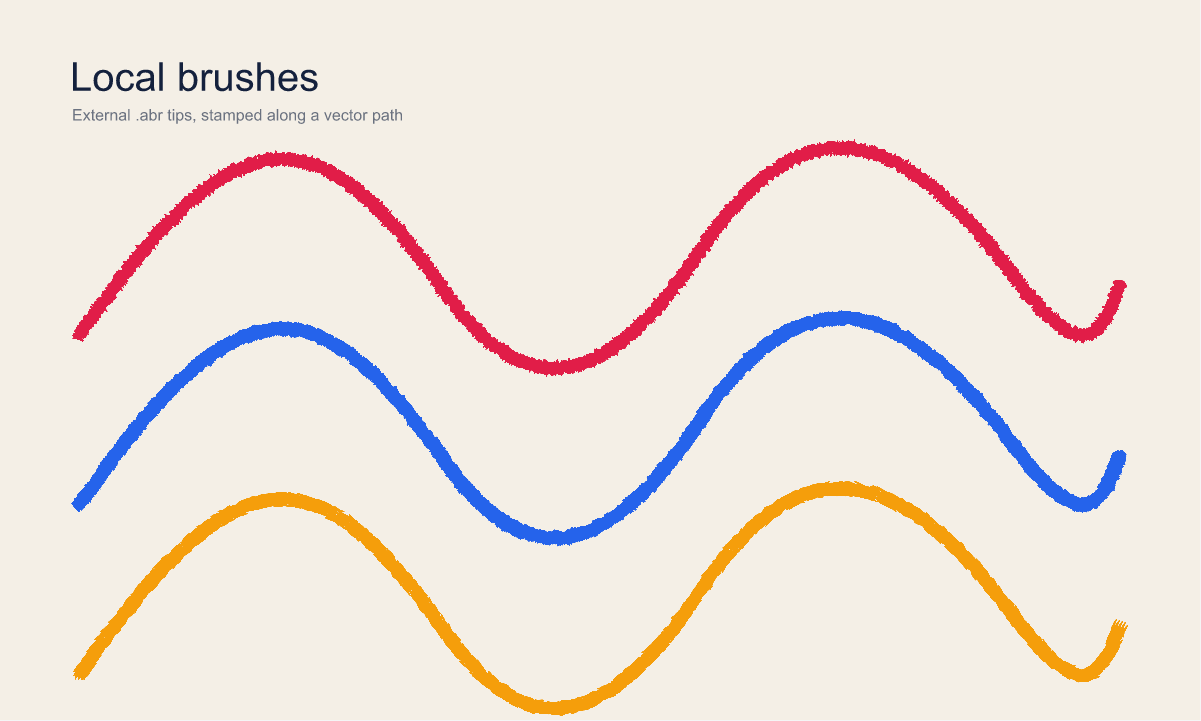 Local brushes
External .abr tips, stamped along a vector path